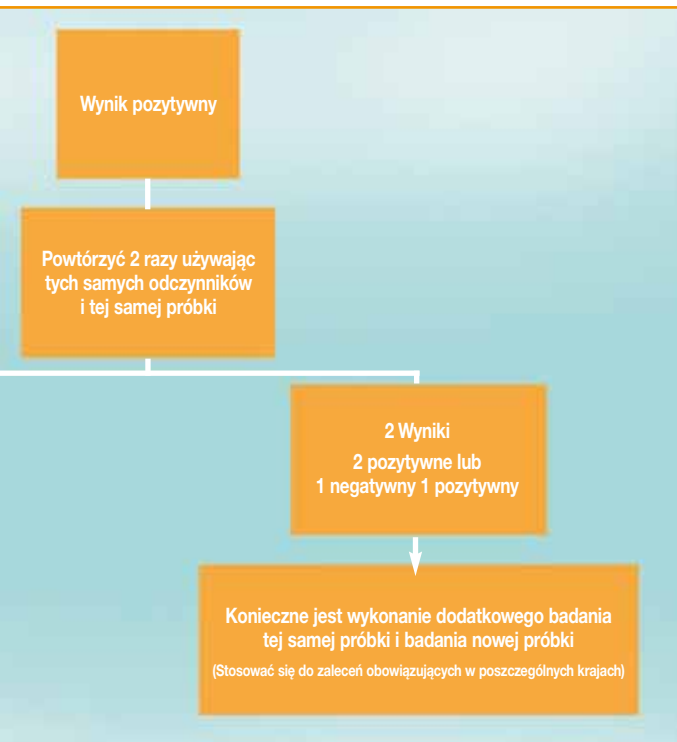 Wynik pozytywny
Powtórzyć 2 razy używając
tych samych odczynników
i tej samej próbki
2 Wyniki
2 pozytywne lub
1 negatywny 1 pozytywny
Konieczne jest wykonanie dodatkowego badania
tej samej próbki i badania nowej próbki
(Stosować się do zaleceń obowiązujących w poszczególnych krajach)